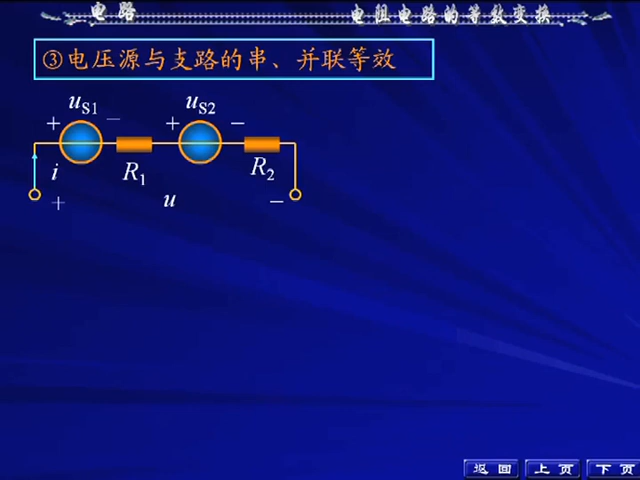 电路 电阻电路的等效变换
③电压源与支路的串、并联等效
uS1 uS2
+ − + −
i R1 R2
+ u −
返回 上页 下页